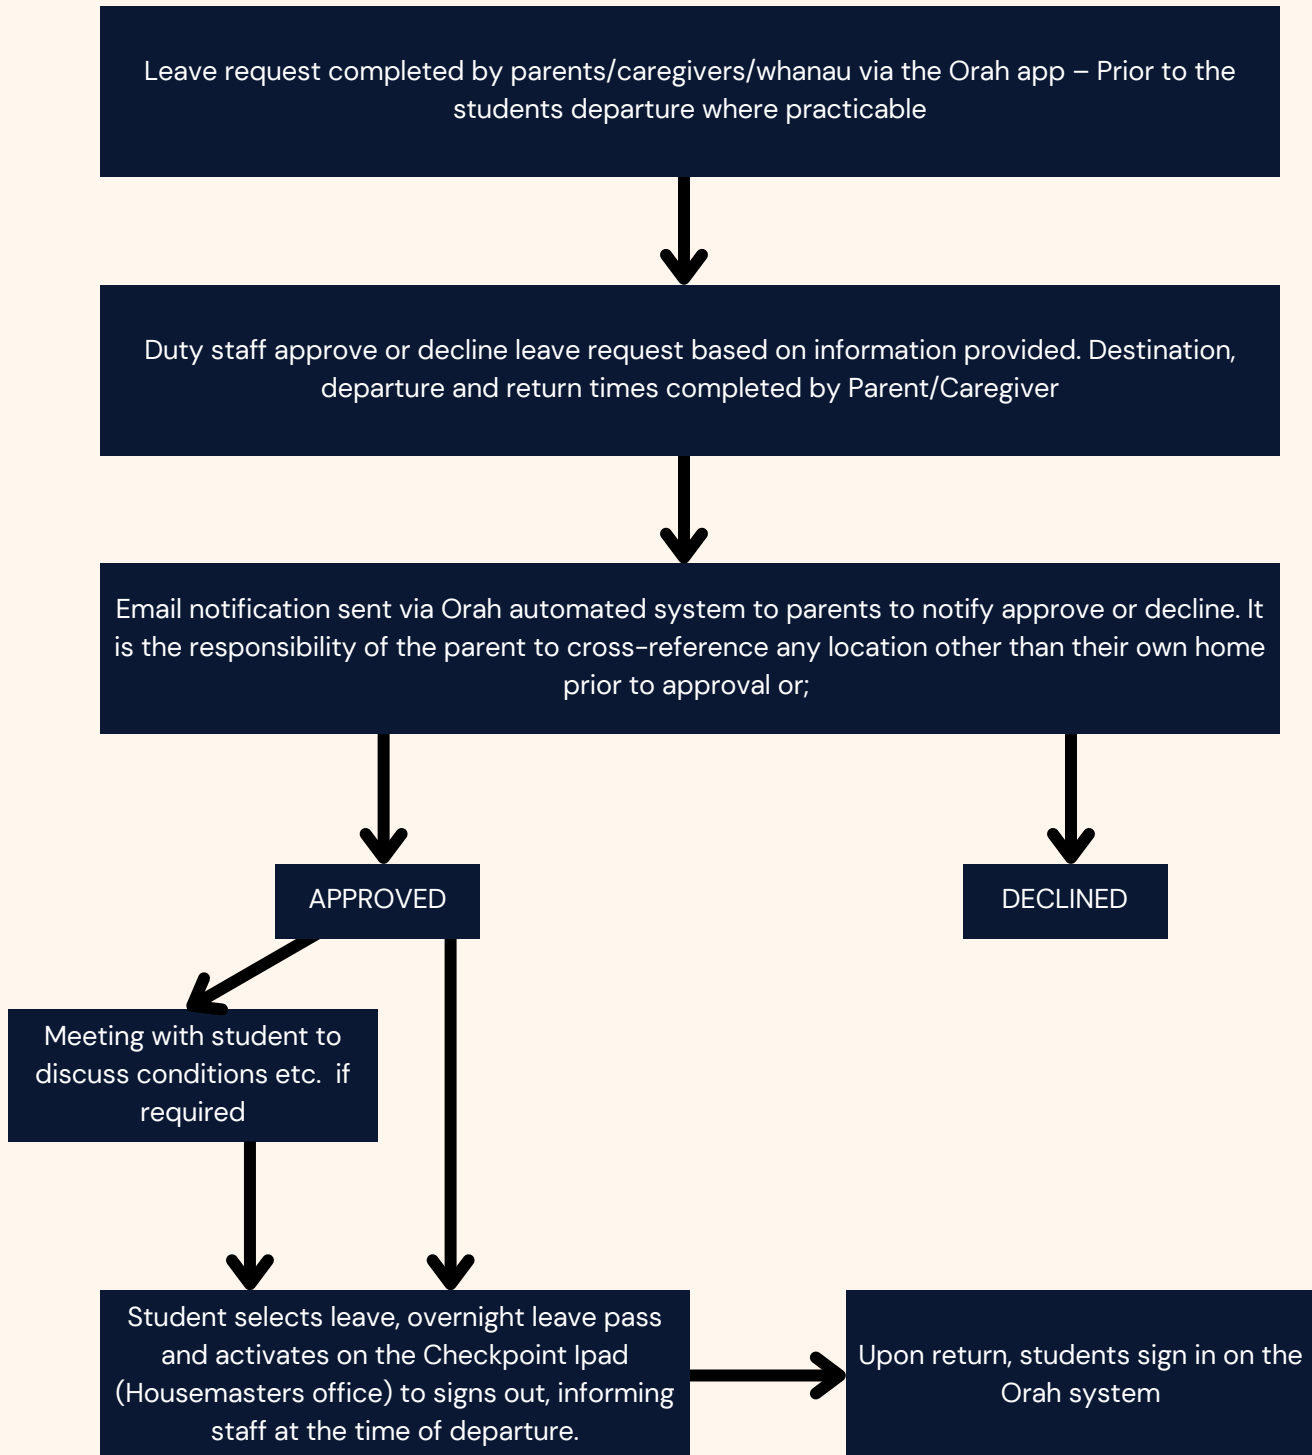 Leave request completed by parents/caregivers/whanau via the Orah app – Prior to the
students departure where practicable
Duty staff approve or decline leave request based on information provided. Destination,
departure and return times completed by Parent/Caregiver
Email notification sent via Orah automated system to parents to notify approve or decline. It
is the responsibility of the parent to cross-reference any location other than their own home
prior to approval or;
APPROVED
DECLINED
Meeting with student to
discuss conditions etc.  if
required
Student selects leave, overnight leave pass
and activates on the Checkpoint Ipad
(Housemasters office) to signs out, informing
staff at the time of departure.
Upon return, students sign in on the
Orah system